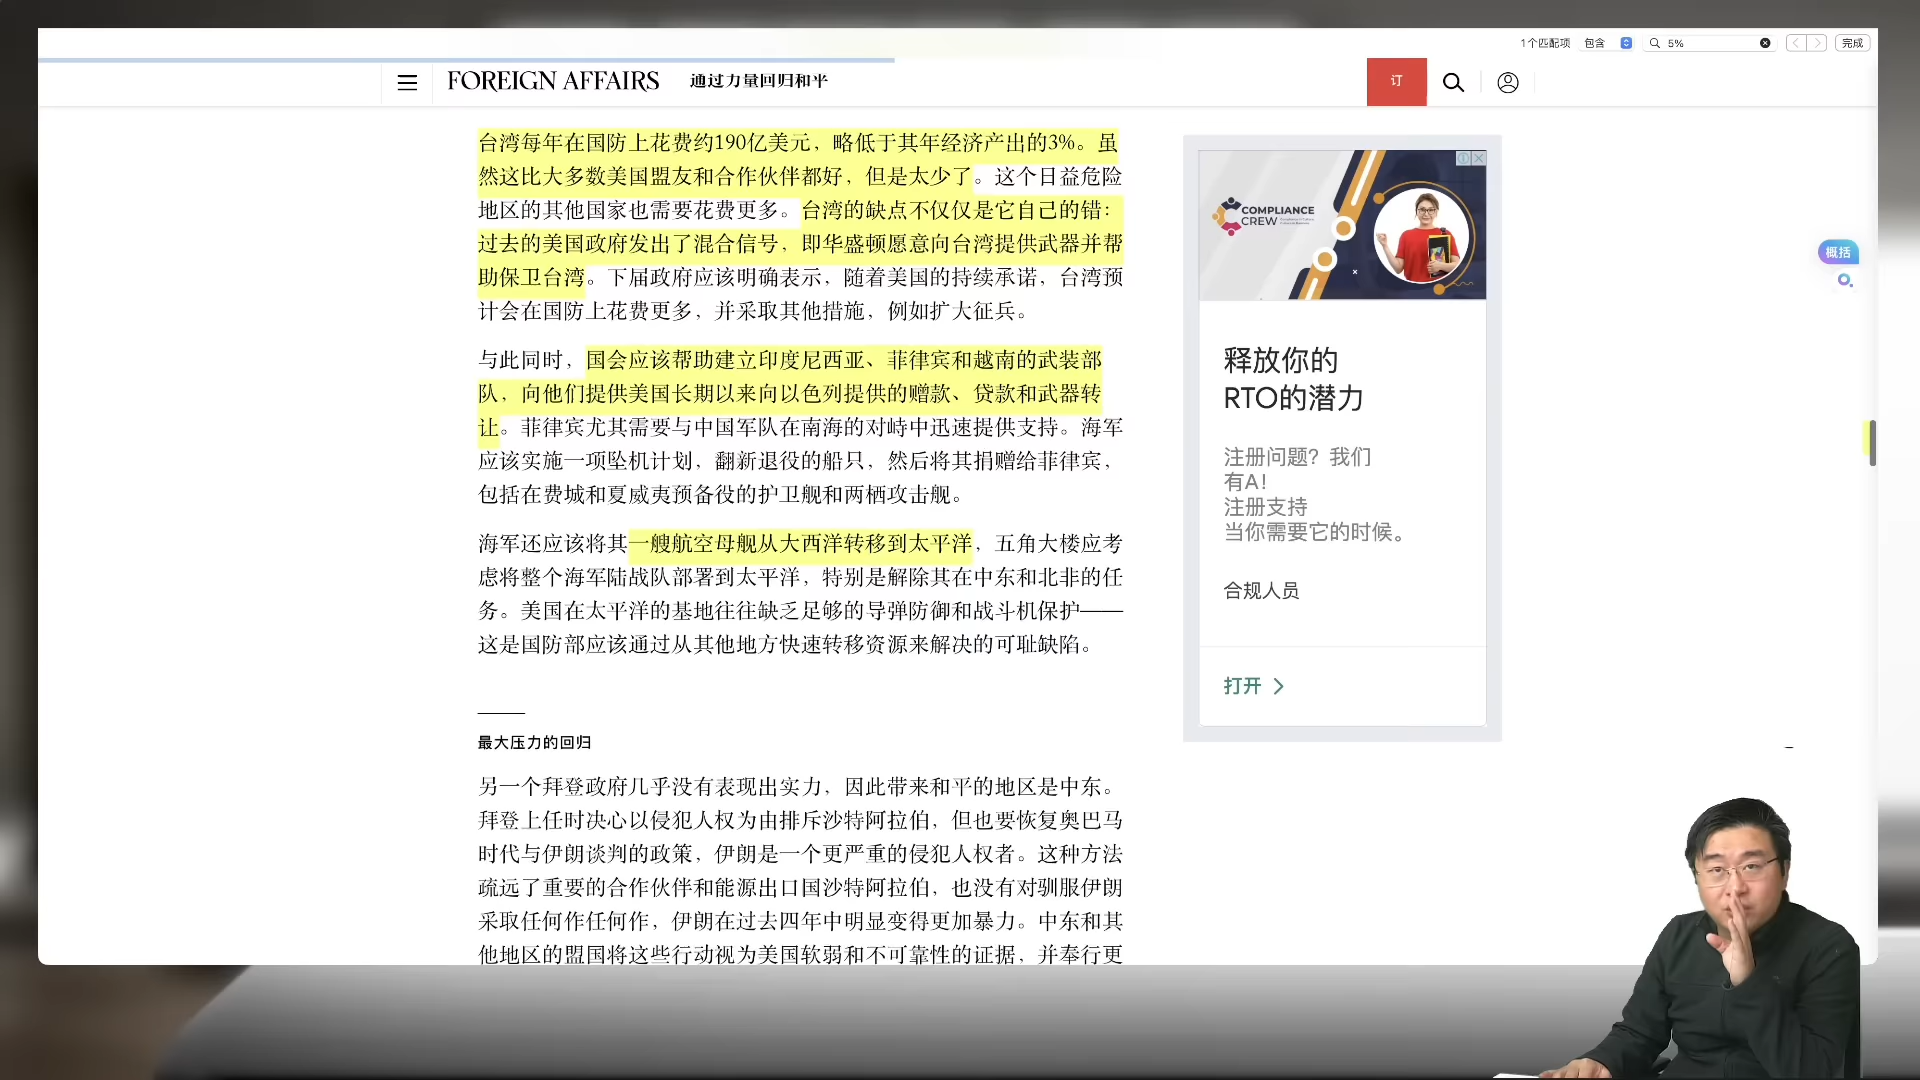 1个匹配项 包含 5% 完成
FOREIGN AFFAIRS 通过力量回归和平 订
台湾每年在国防上花费约190亿美元，略低于其年经济产出的3%。虽
然这比大多数美国盟友和合作伙伴都好，但是太少了。这个日益危险
地区的其他国家也需要花费更多。台湾的缺点不仅仅是它自己的错：
过去的美国政府发出了混合信号，即华盛顿愿意向台湾提供武器并帮
助保卫台湾。下届政府应该明确表示，随着美国的持续承诺，台湾预
计会在国防上花费更多，并采取其他措施，例如扩大征兵。
与此同时，国会应该帮助建立印度尼西亚、菲律宾和越南的武装部
队，向他们提供美国长期以来向以色列提供的赠款、贷款和武器转
让。菲律宾尤其需要与中国军队在南海的对峙中迅速提供支持。海军
应该实施一项坠机计划，翻新退役的船只，然后将其捐赠给菲律宾，
包括在费城和夏威夷预备役的护卫舰和两栖攻击舰。
海军还应该将其一艘航空母舰从大西洋转移到太平洋，五角大楼应考
虑将整个海军陆战队部署到太平洋，特别是解除其在中东和北非的任
务。美国在太平洋的基地往往缺乏足够的导弹防御和战斗机保护——
这是国防部应该通过从其他地方快速转移资源来解决的可耻缺陷。
最大压力的回归
另一个拜登政府几乎没有表现出实力，因此带来和平的地区是中东。
拜登上任时决心以侵犯人权为由排斥沙特阿拉伯，但也要恢复奥巴马
时代与伊朗谈判的政策，伊朗是一个更严重的侵犯人权者。这种方法
疏远了重要的合作伙伴和能源出口国沙特阿拉伯，也没有对驯服伊朗
采取任何作任何作，伊朗在过去四年中明显变得更加暴力。中东和其
他地区的盟国将这些行动视为美国软弱和不可靠性的证据，并奉行更
COMPLIANCE
CREW
释放你的
RTO的潜力
注册问题？我们
有AI！
注册支持
当你需要它的时候。
合规人员
打开
概括